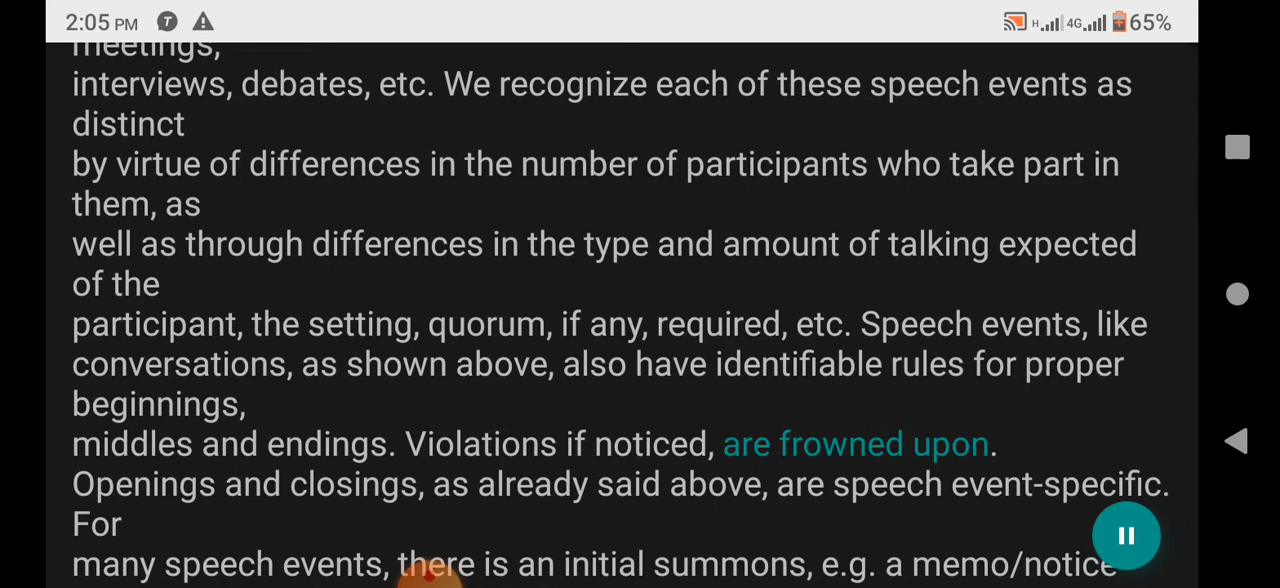 2:05 PM
H 4G 65%
meetings,
interviews, debates, etc. We recognize each of these speech events as
distinct
by virtue of differences in the number of participants who take part in
them, as
well as through differences in the type and amount of talking expected
of the
participant, the setting, quorum, if any, required, etc. Speech events, like
conversations, as shown above, also have identifiable rules for proper
beginnings,
middles and endings. Violations if noticed, are frowned upon.
Openings and closings, as already said above, are speech event-specific.
For
many speech events, there is an initial summons, e.g. a memo/notice